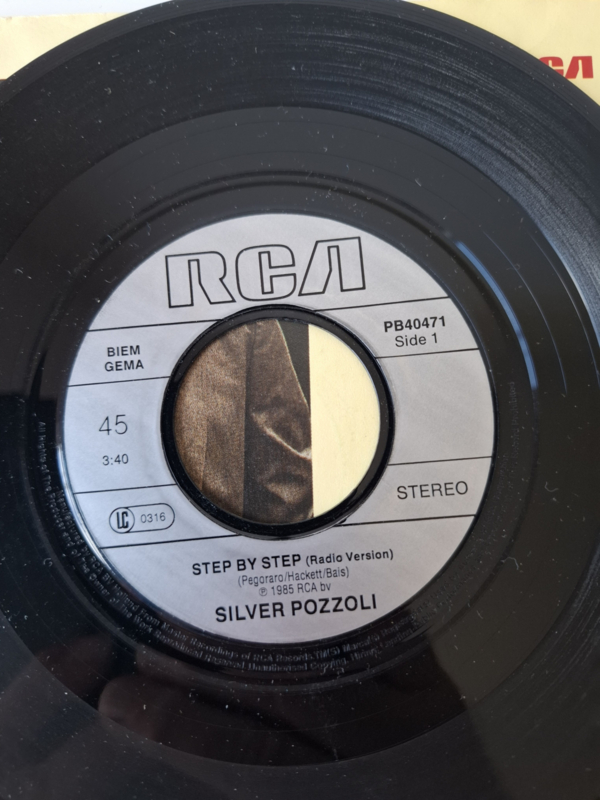 RCA
RCA
PB40471
Side 1
BIEM
GEMA
45
3:40
LC 0316
STEREO
STEP BY STEP (Radio Version)
(Pegoraro/Hackett/Bais)
℗ 1985 RCA bv
SILVER POZZOLI